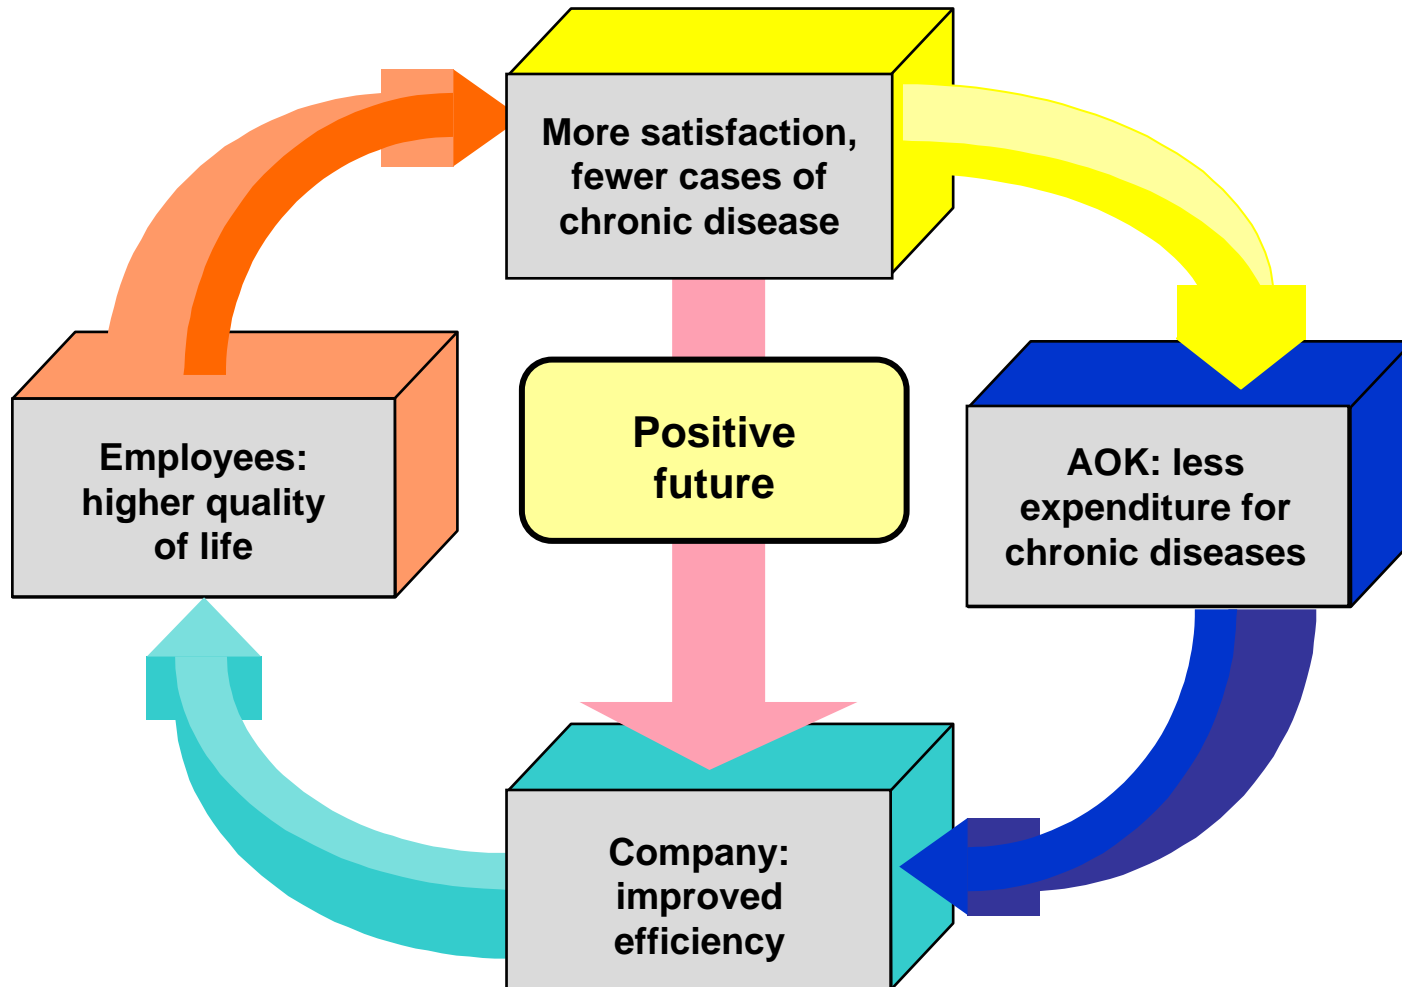 More satisfaction,
fewer cases of
chronic disease
Employees:
higher quality
of life
Positive
future
AOK: less
expenditure for
chronic diseases
Company:
improved
efficiency